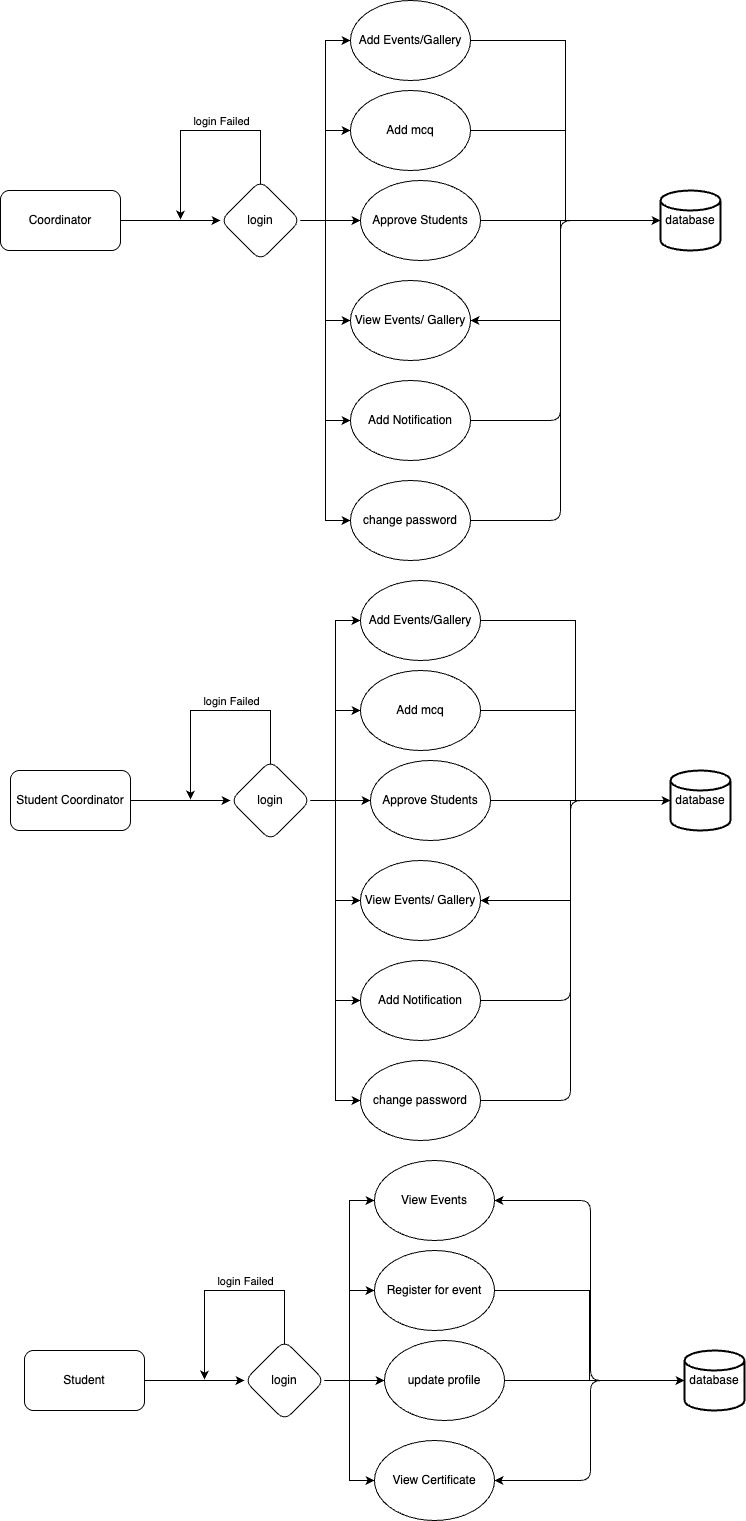 Add Events/Gallery
login Failed
Add mcq
Coordinator
login
Approve Students
database
View Events/ Gallery
Add Notification
change password
Add Events/Gallery
login Failed
Add mcq
Student Coordinator
login
Approve Students
database
View Events/ Gallery
Add Notification
change password
View Events
login Failed
Register for event
Student
login
update profile
database
View Certificate